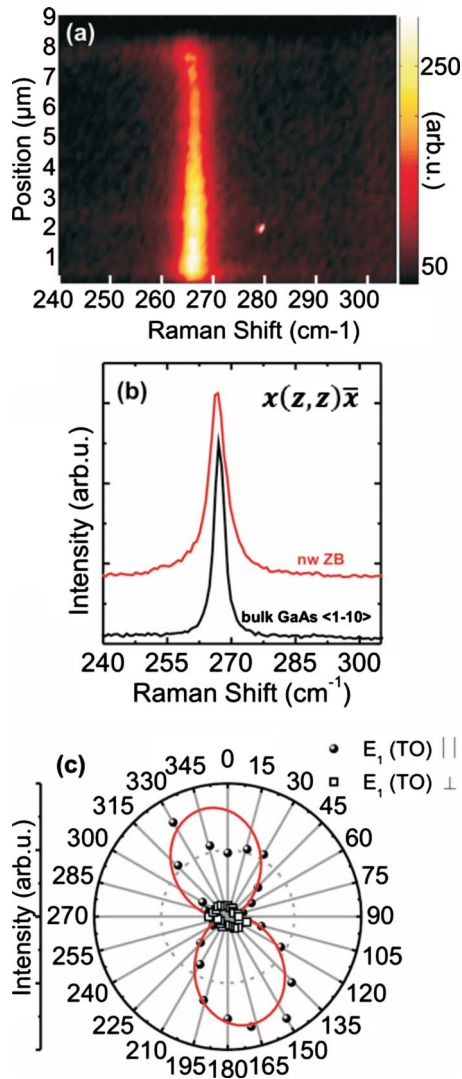 (a)
Position (μm)
9
8
7
6
5
4
3
2
1
240 250 260 270 280 290 300
Raman Shift (cm-1)
250
(arb.u.)
50
(b)
x(z,z)x̅
Intensity (arb.u.)
nw ZB
bulk GaAs <1-10>
240 255 270 285 300
Raman Shift (cm⁻¹)
(c)
E₁ (TO) ||
E₁ (TO) ⊥
Intensity (arb.u.)
0
15
30
45
60
75
90
105
120
135
150
165
180
195
210
225
240
255
270
285
300
315
330
345